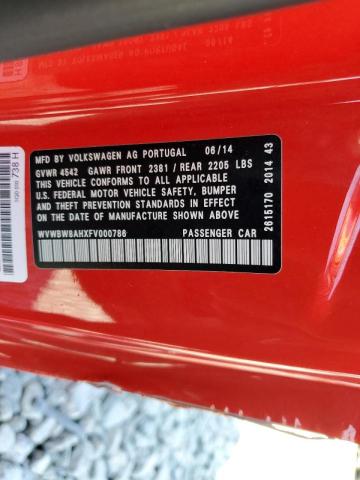 MFD BY VOLKSWAGEN AG PORTUGAL 06/14
GVWR 4542 GAWR FRONT 2381 / REAR 2205 LBS
THIS VEHICLE CONFORMS TO ALL APPLICABLE
U.S. FEDERAL MOTOR VEHICLE SAFETY, BUMPER
AND THEFT PREVENTION STANDARDS IN EFFECT
ON THE DATE OF MANUFACTURE SHOWN ABOVE
WVWBW8AHXFV000786 PASSENGER CAR
2615170 2014 43
738 H